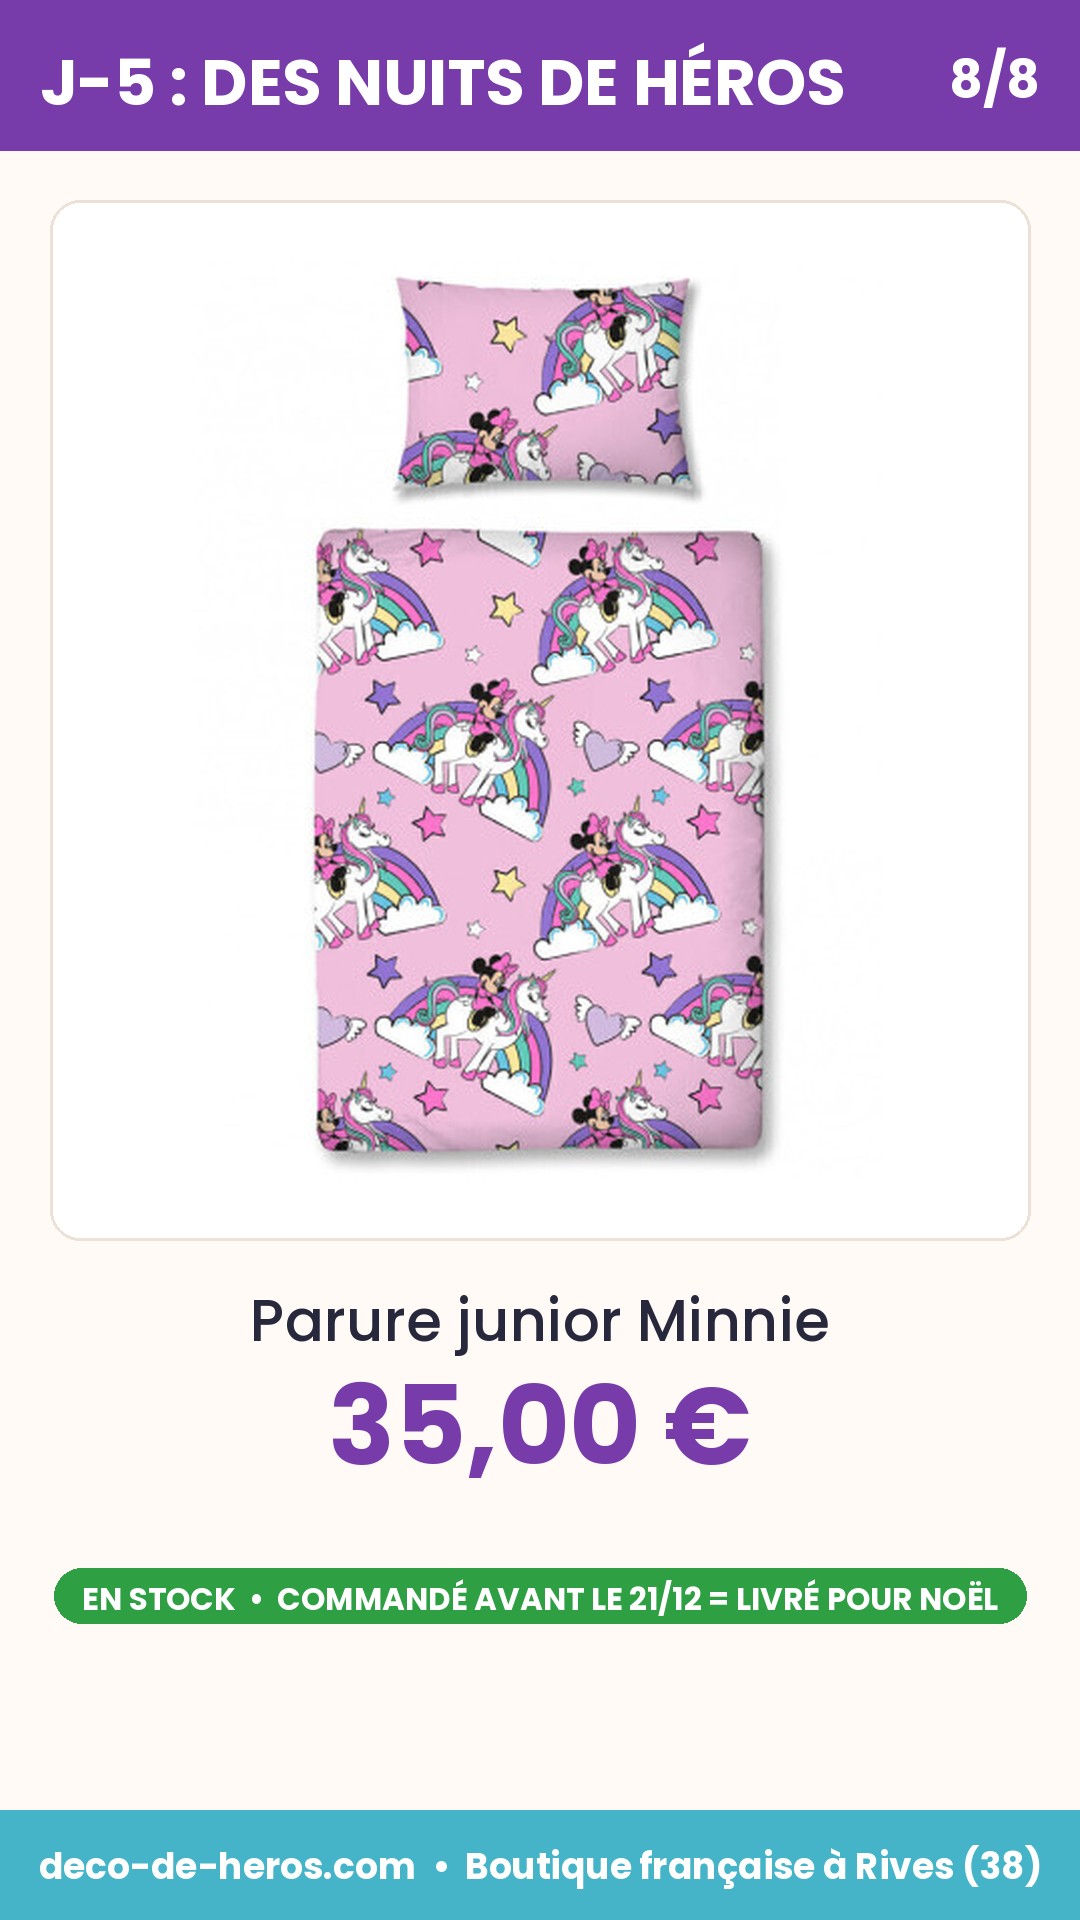 J-5 : DES NUITS DE HÉROS 8/8
Parure junior Minnie
35,00 €
EN STOCK • COMMANDÉ AVANT LE 21/12 = LIVRÉ POUR NOËL
deco-de-heros.com • Boutique française à Rives (38)